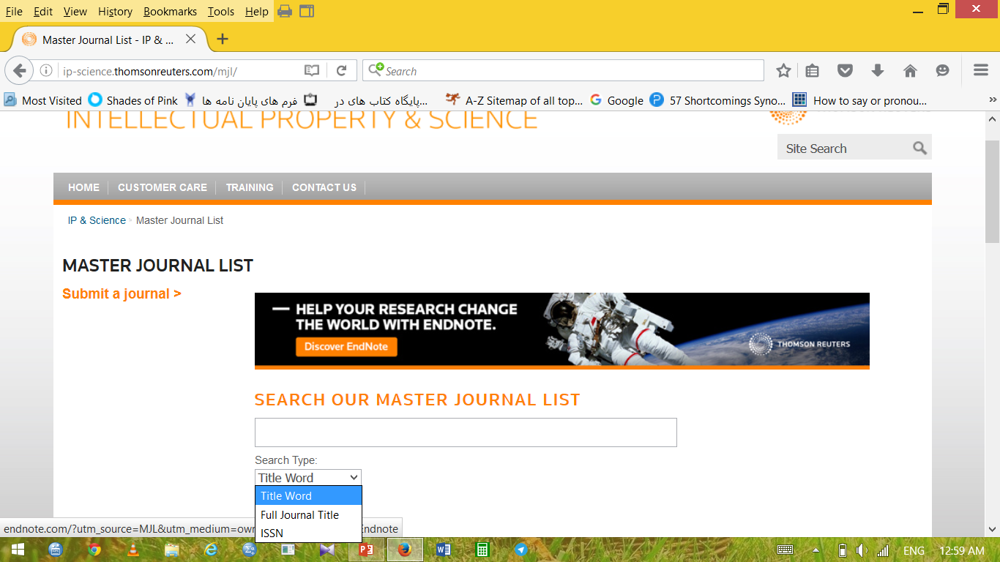 File Edit View History Bookmarks Tools Help
Master Journal List - IP & ...
ip-science.thomsonreuters.com/mjl/
Search
Most Visited Shades of Pink فرم های پایان نامه ها پایگاه کتاب های در... A-Z Sitemap of all top... Google 57 Shortcomings Syno... How to say or pronou...
INTELLECTUAL PROPERTY & SCIENCE
Site Search
HOME CUSTOMER CARE TRAINING CONTACT US
IP & Science > Master Journal List
MASTER JOURNAL LIST
Submit a journal >
— HELP YOUR RESEARCH CHANGE
THE WORLD WITH ENDNOTE.
Discover EndNote
THOMSON REUTERS
SEARCH OUR MASTER JOURNAL LIST
Search Type:
Title Word
Title Word
Full Journal Title
ISSN
endnote.com/?utm_source=MJL&utm_medium=own Endnote
ENG 12:59 AM